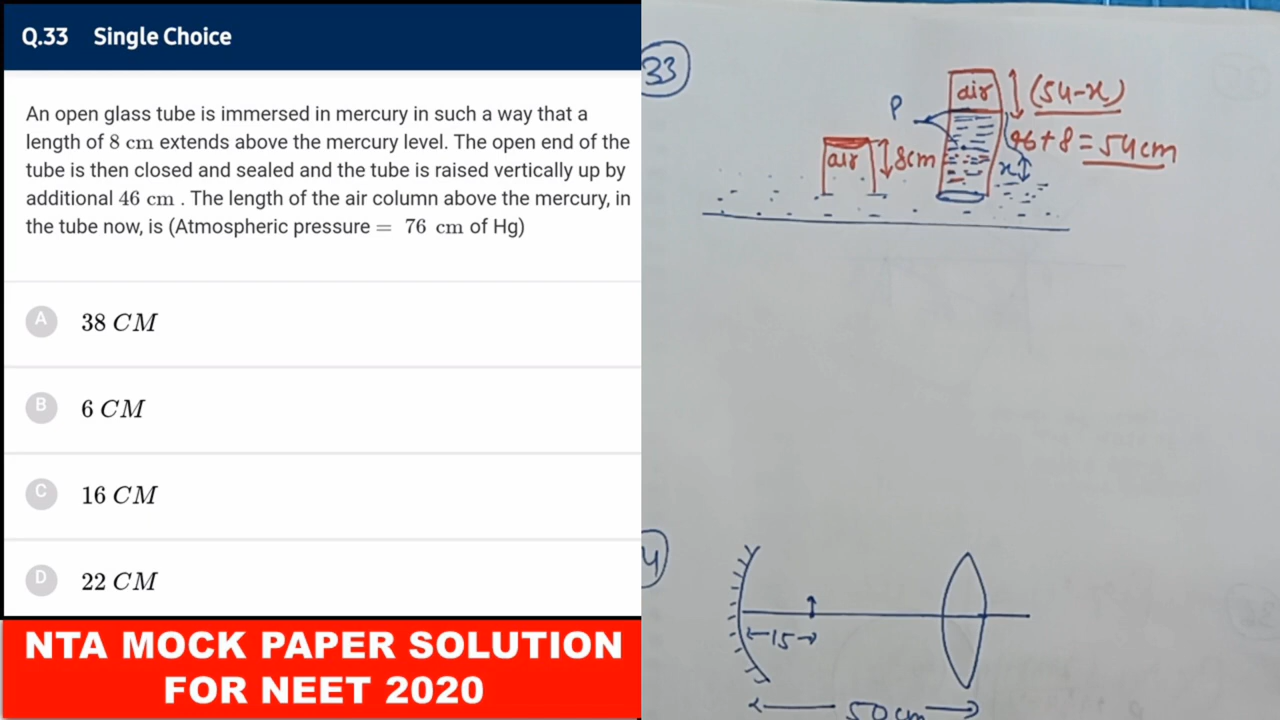 Q.33 Single Choice
An open glass tube is immersed in mercury in such a way that a
length of 8 cm extends above the mercury level. The open end of the
tube is then closed and sealed and the tube is raised vertically up by
additional 46 cm . The length of the air column above the mercury, in
the tube now, is (Atmospheric pressure = 76 cm of Hg)
A 38 CM
B 6 CM
C 16 CM
D 22 CM
NTA MOCK PAPER SOLUTION
FOR NEET 2020
33
air (54-x)
P
46+8=54cm
air 8cm
x
4
15
50cm